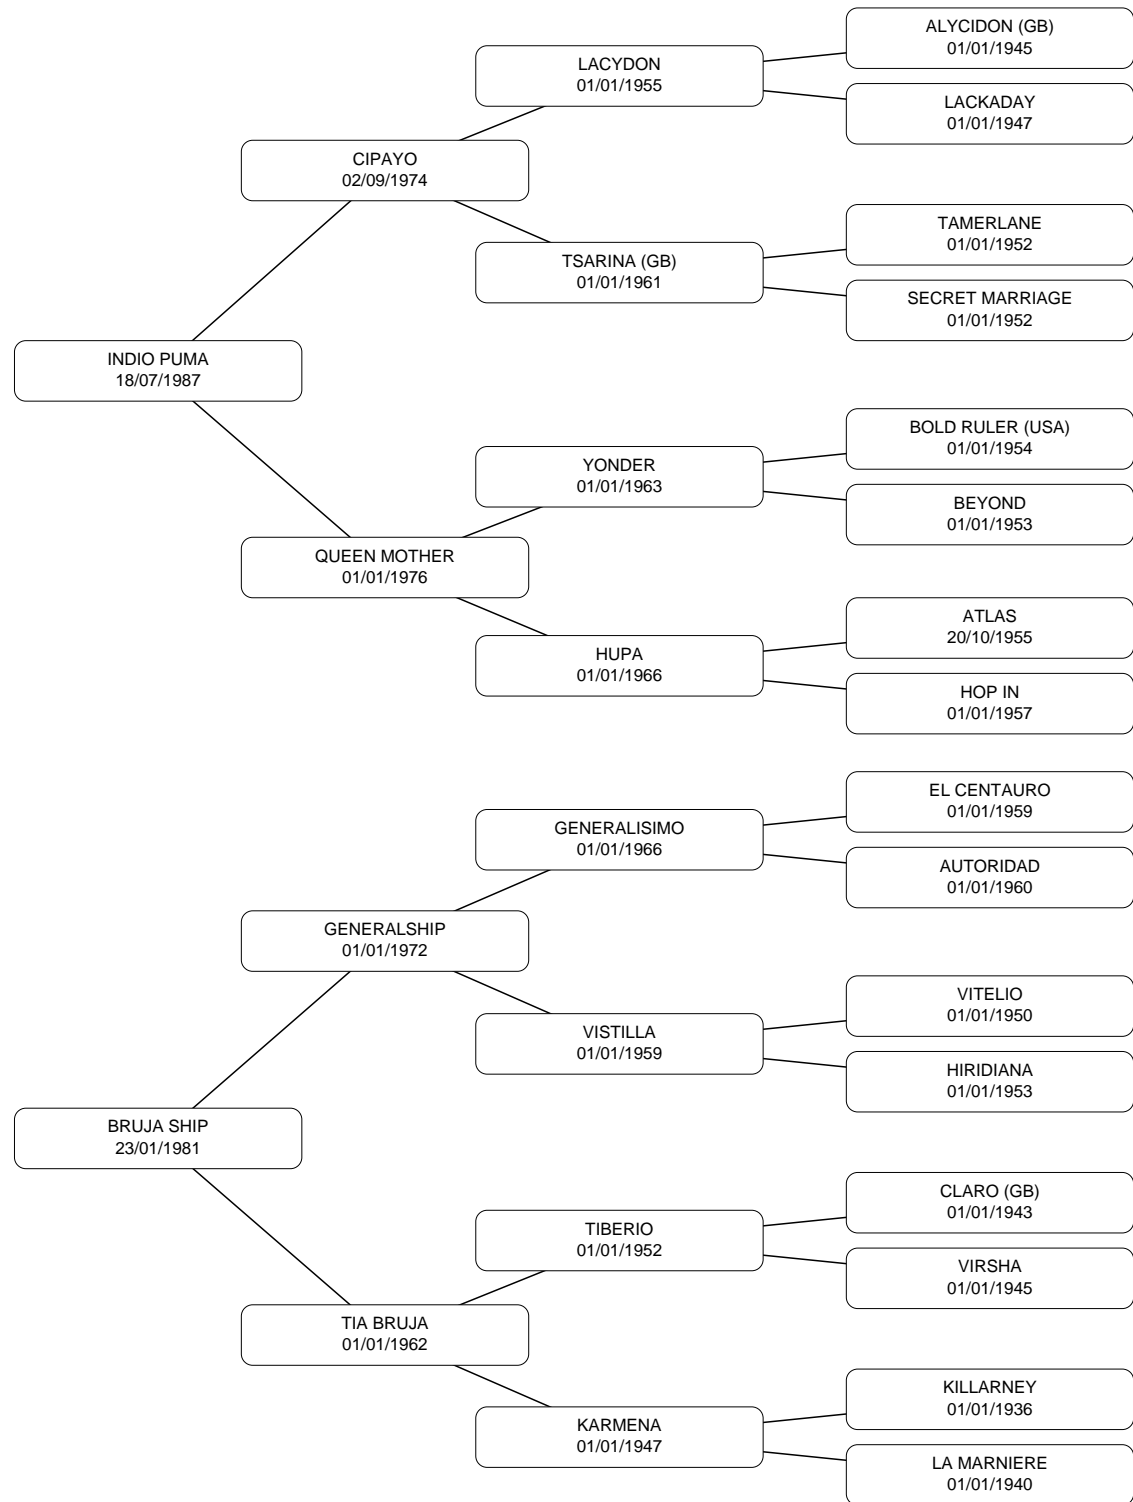 ALYCIDON (GB)
01/01/1945
LACYDON
01/01/1955
LACKADAY
01/01/1947
CIPAYO
02/09/1974
TAMERLANE
01/01/1952
TSARINA (GB)
01/01/1961
SECRET MARRIAGE
01/01/1952
INDIO PUMA
18/07/1987
BOLD RULER (USA)
01/01/1954
YONDER
01/01/1963
BEYOND
01/01/1953
QUEEN MOTHER
01/01/1976
ATLAS
20/10/1955
HUPA
01/01/1966
HOP IN
01/01/1957
EL CENTAURO
01/01/1959
GENERALISIMO
01/01/1966
AUTORIDAD
01/01/1960
GENERALSHIP
01/01/1972
VITELIO
01/01/1950
VISTILLA
01/01/1959
HIRIDIANA
01/01/1953
BRUJA SHIP
23/01/1981
CLARO (GB)
01/01/1943
TIBERIO
01/01/1952
VIRSHA
01/01/1945
TIA BRUJA
01/01/1962
KILLARNEY
01/01/1936
KARMENA
01/01/1947
LA MARNIERE
01/01/1940